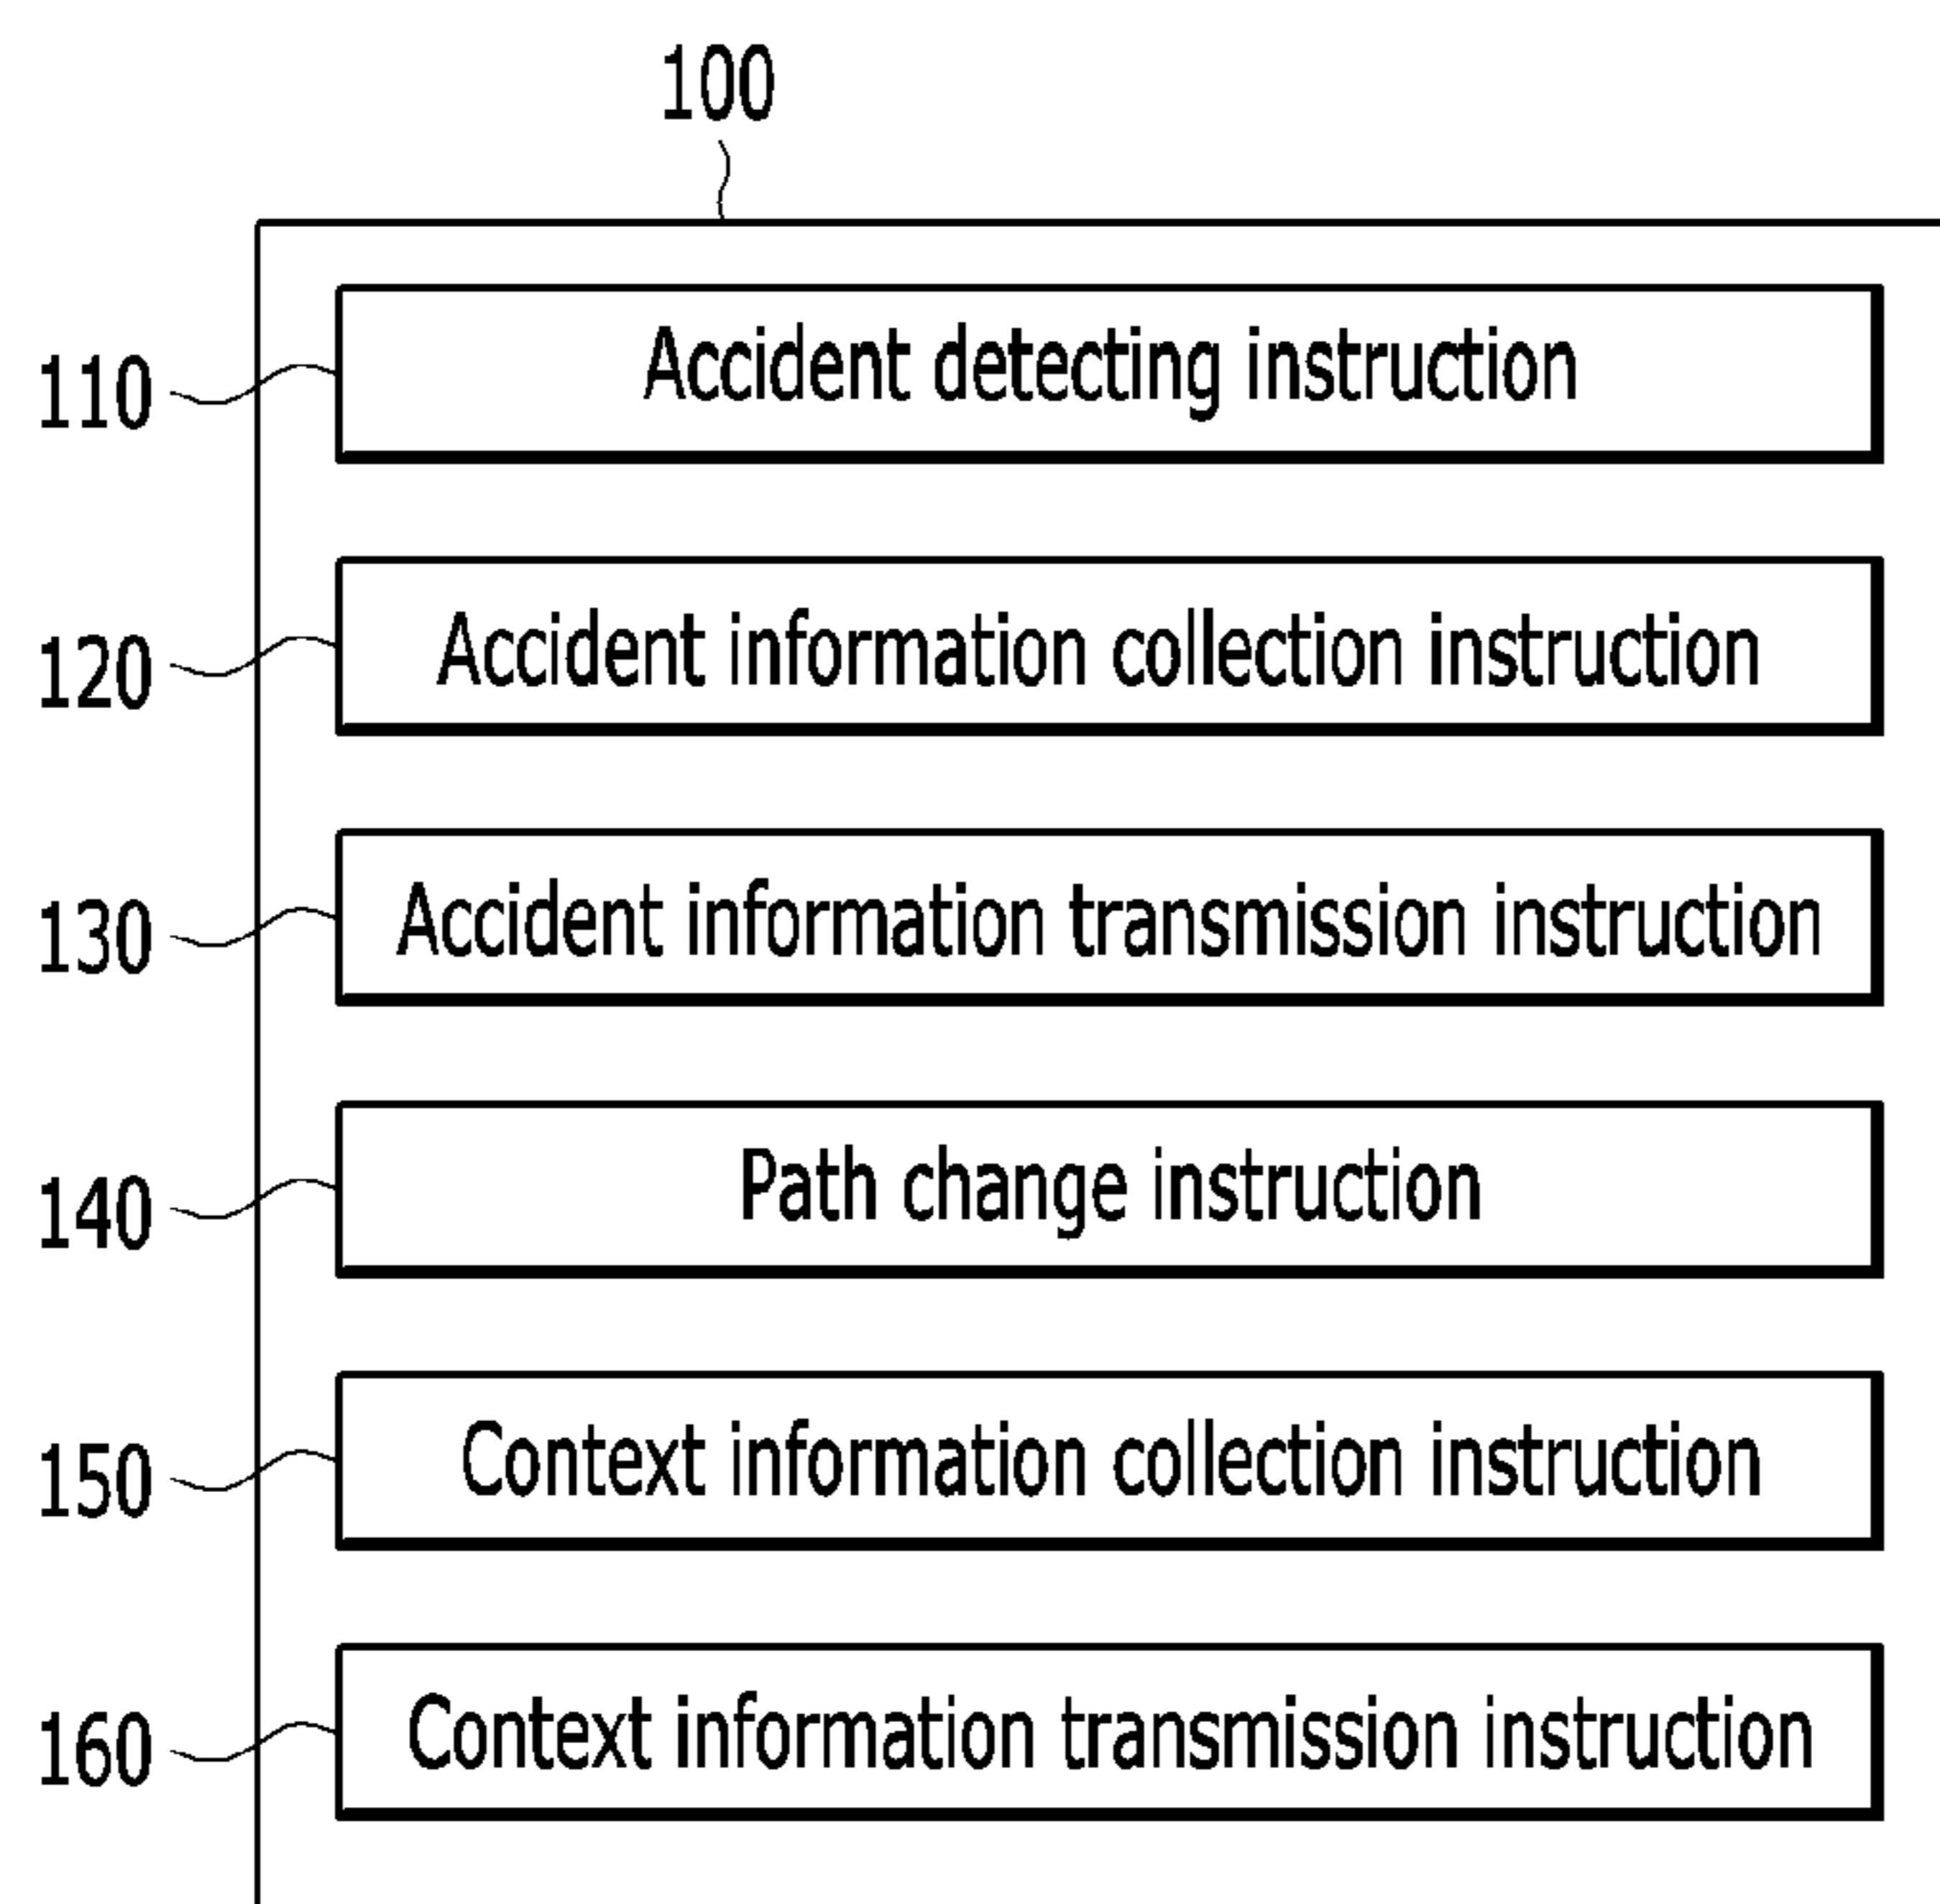 100
110 Accident detecting instruction
120 Accident information collection instruction
130 Accident information transmission instruction
140 Path change instruction
150 Context information collection instruction
160 Context information transmission instruction